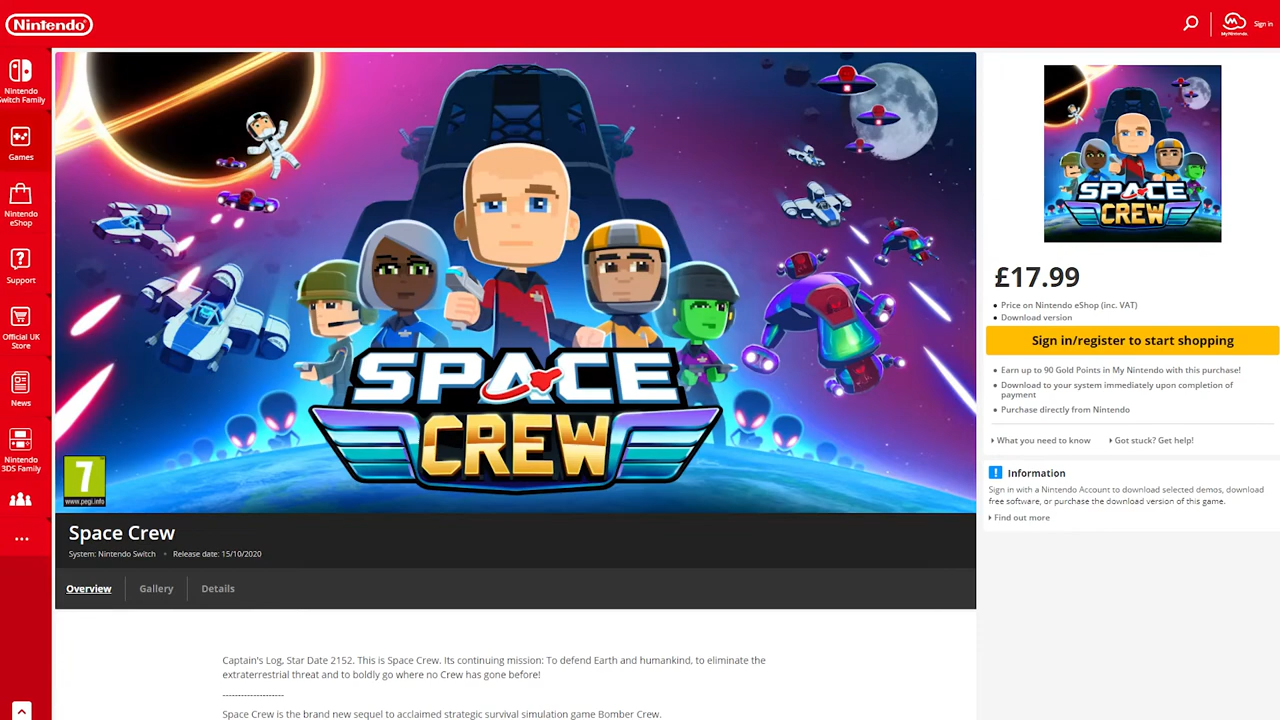 Nintendo
My Nintendo
Sign in
Nintendo
Switch Family
Games
Nintendo
eShop
Support
Official UK
Store
News
Nintendo
3DS Family
...
SPACE
CREW
7
www.pegi.info
Space Crew
System: Nintendo Switch
Release date: 15/10/2020
Overview
Gallery
Details
Captain's Log, Star Date 2152. This is Space Crew. Its continuing mission: To defend Earth and humankind, to eliminate the
extraterrestrial threat and to boldly go where no Crew has gone before!
--------------------
Space Crew is the brand new sequel to acclaimed strategic survival simulation game Bomber Crew.
SPACE
CREW
£17.99
Price on Nintendo eShop (inc. VAT)
Download version
Sign in/register to start shopping
Earn up to 90 Gold Points in My Nintendo with this purchase!
Download to your system immediately upon completion of
payment
Purchase directly from Nintendo
What you need to know
Got stuck? Get help!
! Information
Sign in with a Nintendo Account to download selected demos, download
free software, or purchase the download version of this game.
Find out more